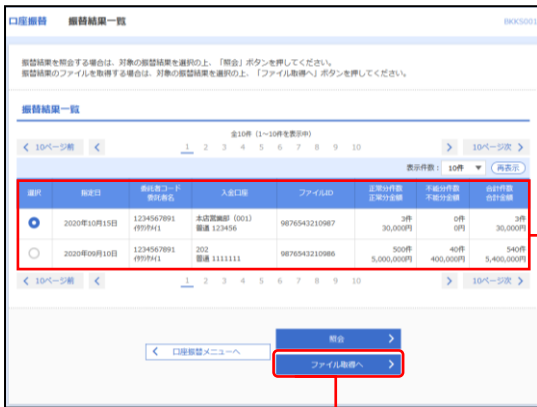 口座振替 振替結果一覧 BKKS001
振替結果を照会する場合は、対象の振替結果を選択の上、「照会」ボタンを押してください。
振替結果のファイルを取得する場合は、対象の振替結果を選択の上、「ファイル取得へ」ボタンを押してください。
振替結果一覧
全10件 (1～10件を表示中)
10ページ前 1 2 3 4 5 6 7 8 9 10 10ページ次
表示件数： 10件 再表示
選択 指定日 委託者コード 入金口座 ファイルID 正常分件数 不能分件数 合計件数
委託者名 正常分金額 不能分金額 合計金額
2020年10月15日 1234567891 本店営業部 (001) 9876543210987 3件 0件 3件
普通 123456 30,000円 0円 30,000円
2020年09月10日 1234567891 202 9876543210986 500件 40件 540件
普通 1111111 5,000,000円 400,000円 5,400,000円
10ページ前 1 2 3 4 5 6 7 8 9 10 10ページ次
照会
口座振替メニューへ
ファイル取得へ